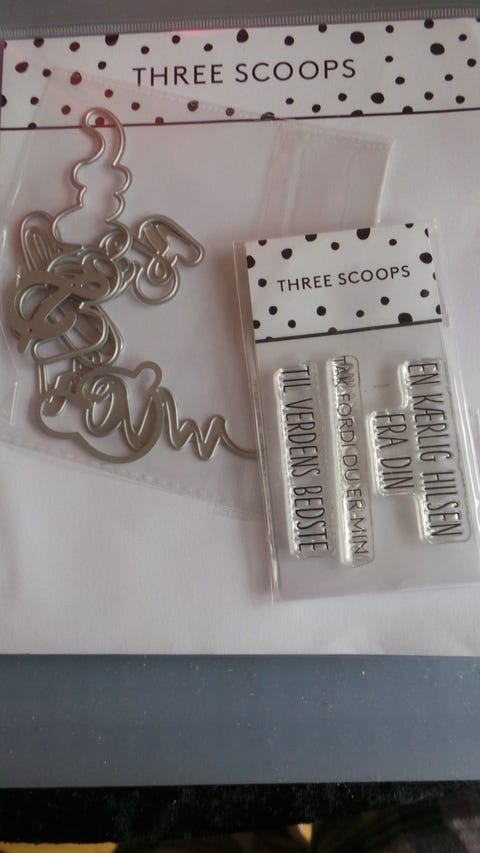 THREE SCOOPS
THREE SCOOPS
EN KÆRLIG HILSEN
FRA DIN
TAK FORDI DU ER MIN
TIL VERDENS BEDSTE